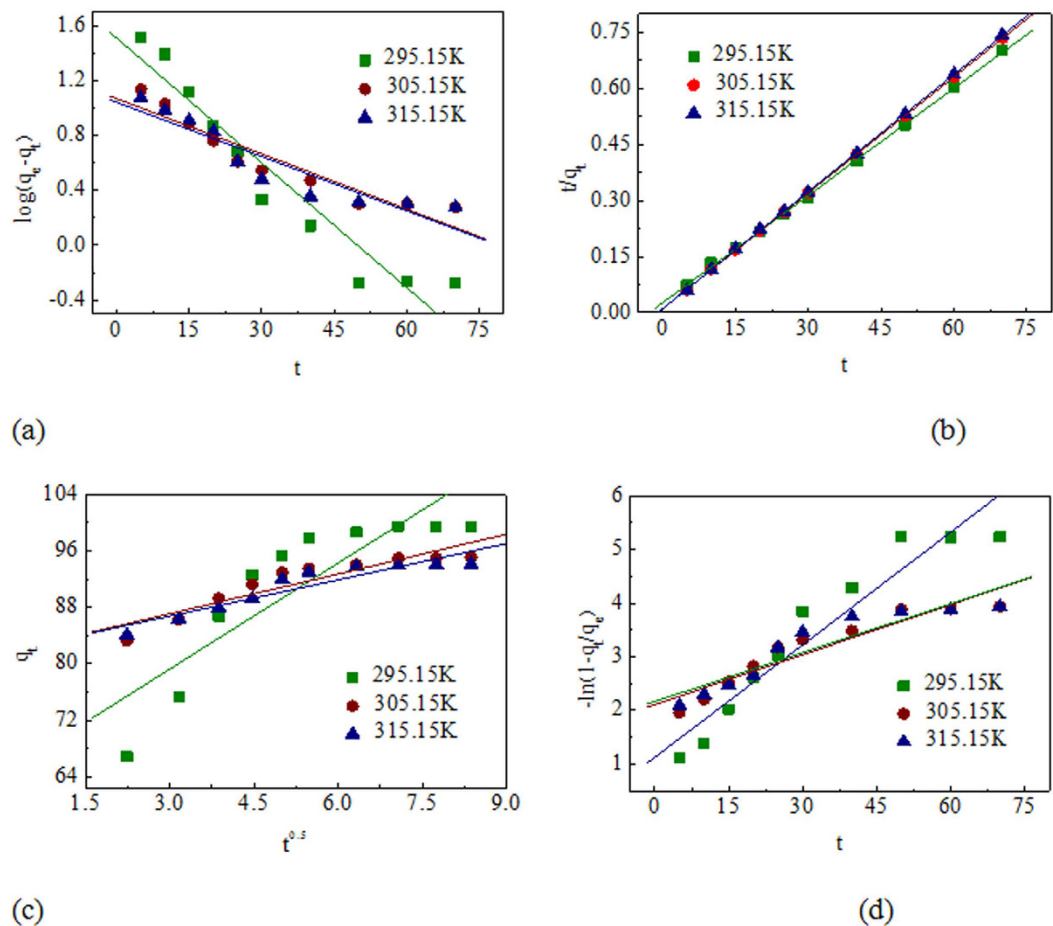 1.6
1.2
0.8
0.4
0.0
-0.4
log(qe-qt)
295.15K
305.15K
315.15K
0 15 30 45 60 75
t
(a)
0.75
0.60
0.45
0.30
0.15
0.00
t/qt
295.15K
305.15K
315.15K
0 15 30 45 60 75
t
(b)
104
96
88
80
72
64
qt
295.15K
305.15K
315.15K
1.5 3.0 4.5 6.0 7.5 9.0
t0.5
(c)
6
5
4
3
2
1
-ln(1-qt/qe)
295.15K
305.15K
315.15K
0 15 30 45 60 75
t
(d)